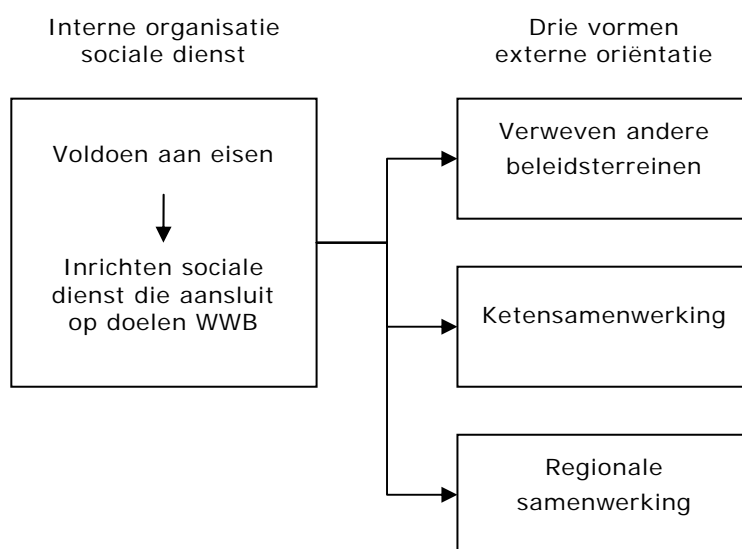 Interne organisatie
sociale dienst
Voldoen aan eisen
Inrichten sociale
dienst die aansluit
op doelen WWB
Drie vormen
externe oriëntatie
Verweven andere
beleidsterreinen
Ketensamenwerking
Regionale
samenwerking